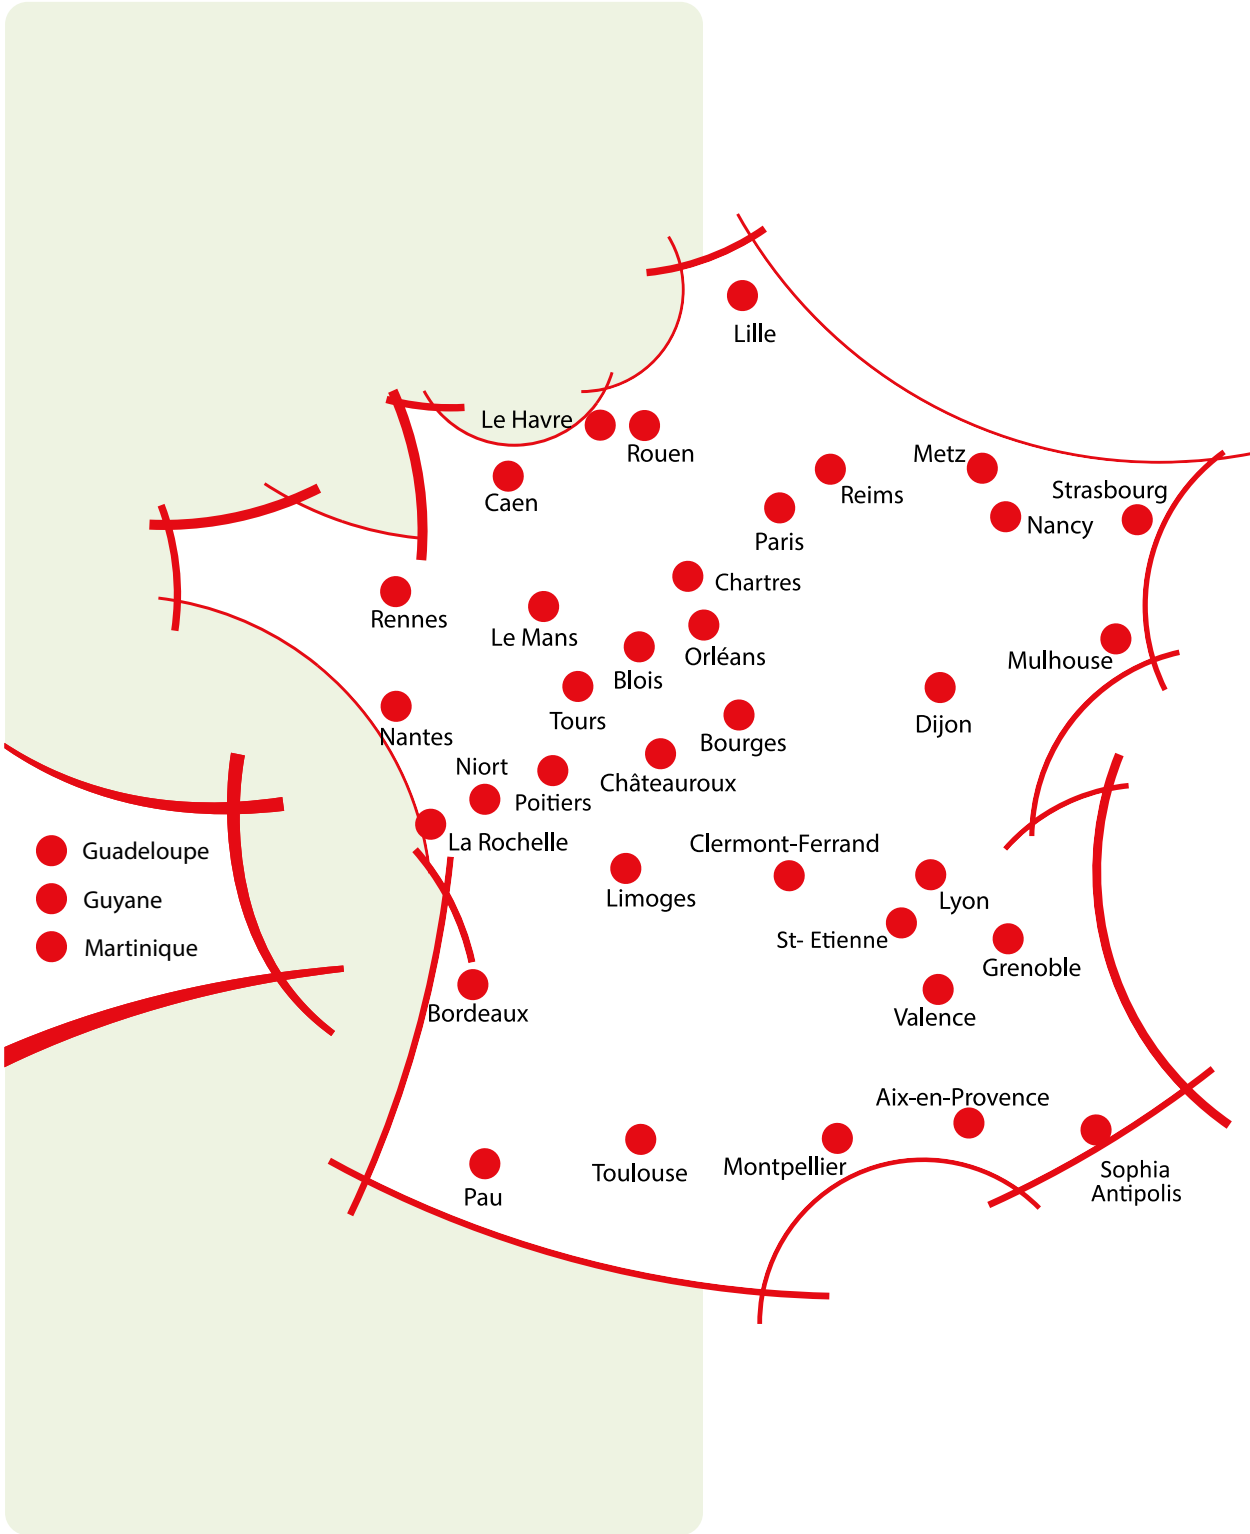 Lille
Le Havre
Rouen
Metz
Reims
Strasbourg
Caen
Nancy
Paris
Chartres
Rennes
Le Mans
Orléans
Mulhouse
Blois
Tours
Dijon
Nantes
Bourges
Niort
Châteauroux
Poitiers
La Rochelle
Clermont-Ferrand
Guadeloupe
Limoges
Lyon
Guyane
St- Etienne
Martinique
Grenoble
Bordeaux
Valence
Aix-en-Provence
Toulouse
Montpellier
Sophia
Antipolis
Pau